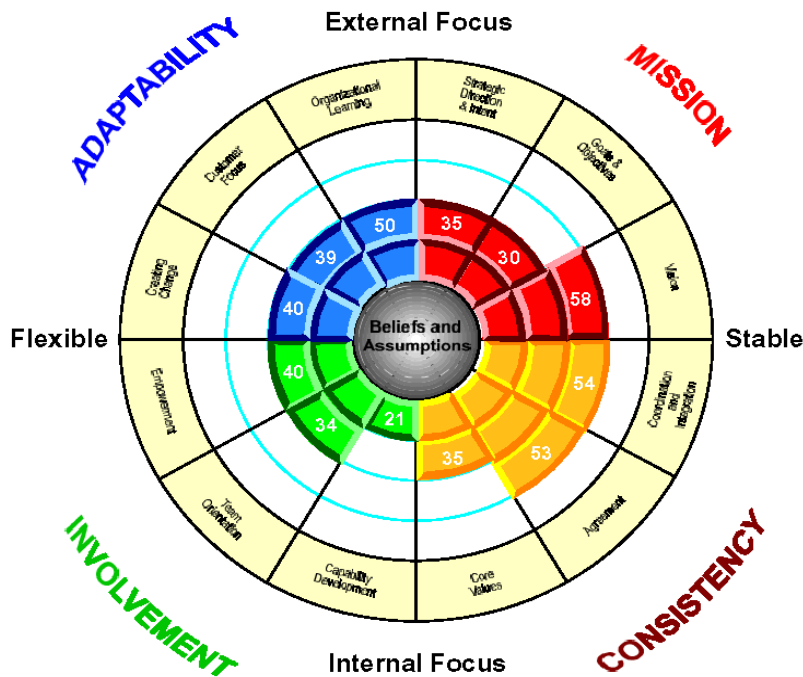 External Focus
ADAPTABILITY
MISSION
Organizational
Learning
Strategic
Direction
& Intent
Customer
Focus
Goals &
Objectives
Creating
Change
Vision
50
35
39
30
40
58
Flexible
Beliefs and
Assumptions
Stable
40
54
34
21
35
53
Empowerment
Coordination
and
Integration
Team
Orientation
Agreement
Capability
Development
Core
Values
INVOLVEMENT
CONSISTENCY
Internal Focus